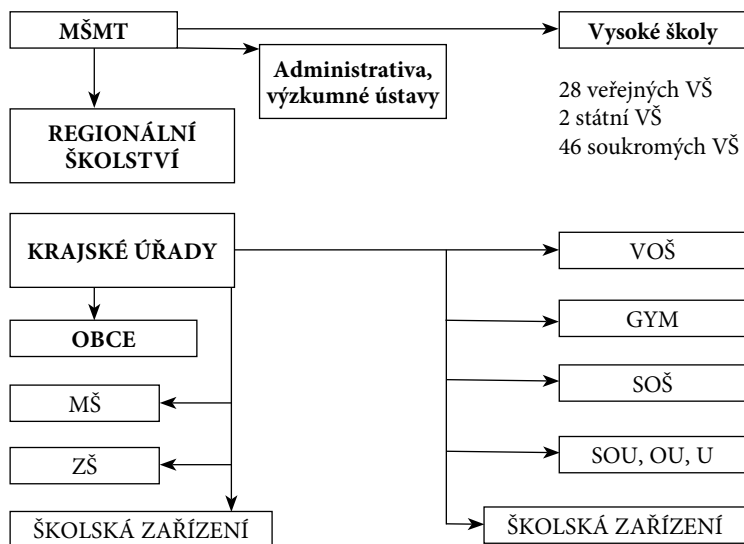 MŠMT
Vysoké školy
Administrativa,
výzkumné ústavy
28 veřejných VŠ
2 státní VŠ
46 soukromých VŠ
REGIONÁLNÍ
ŠKOLSTVÍ
KRAJSKÉ ÚŘADY
VOŠ
GYM
OBCE
SOŠ
MŠ
SOU, OU, U
ZŠ
ŠKOLSKÁ ZAŘÍZENÍ
ŠKOLSKÁ ZAŘÍZENÍ